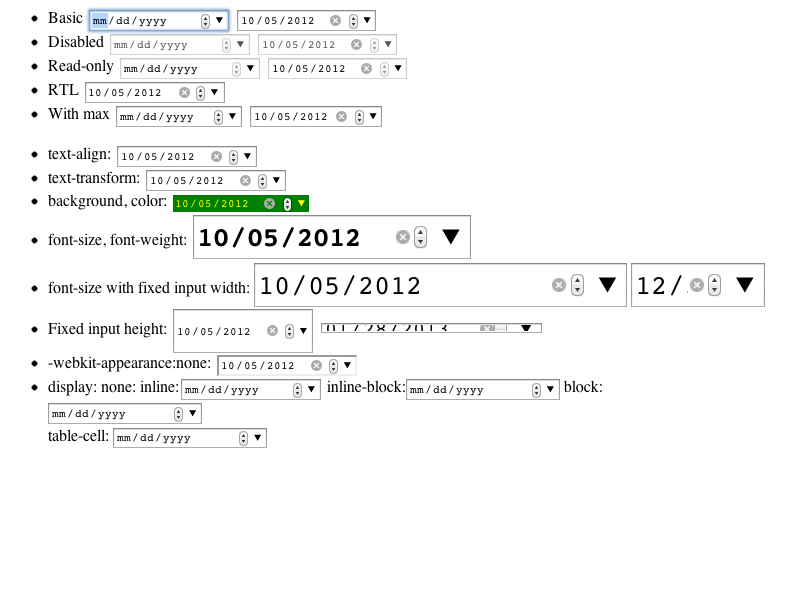 Basic mm/dd/yyyy 10/05/2012
Disabled mm/dd/yyyy 10/05/2012
Read-only mm/dd/yyyy 10/05/2012
RTL 10/05/2012
With max mm/dd/yyyy 10/05/2012
text-align: 10/05/2012
text-transform: 10/05/2012
background, color: 10/05/2012
font-size, font-weight: 10/05/2012
font-size with fixed input width: 10/05/2012 12/
Fixed input height: 10/05/2012 01/28/2013
-webkit-appearance:none: 10/05/2012
display: none: inline: mm/dd/yyyy inline-block: mm/dd/yyyy block:
mm/dd/yyyy
table-cell: mm/dd/yyyy